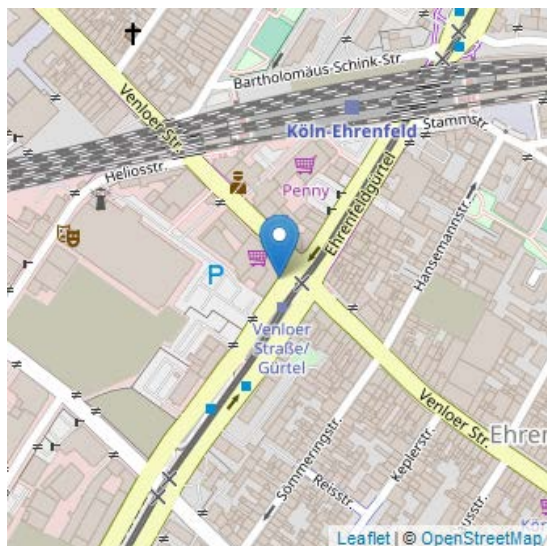 Bartholomäus-Schink-Str.
Venloer Str.
Köln-Ehrenfeld
Stammstr.
Heliosstr.
Penny
Ehrenfeldgürtel
Hansemannstr.
P
Venloer
Straße/
Gürtel
Venloer Str.
Sömmeringstr.
Keplerstr.
Reisstr.
Leaflet | © OpenStreetMap